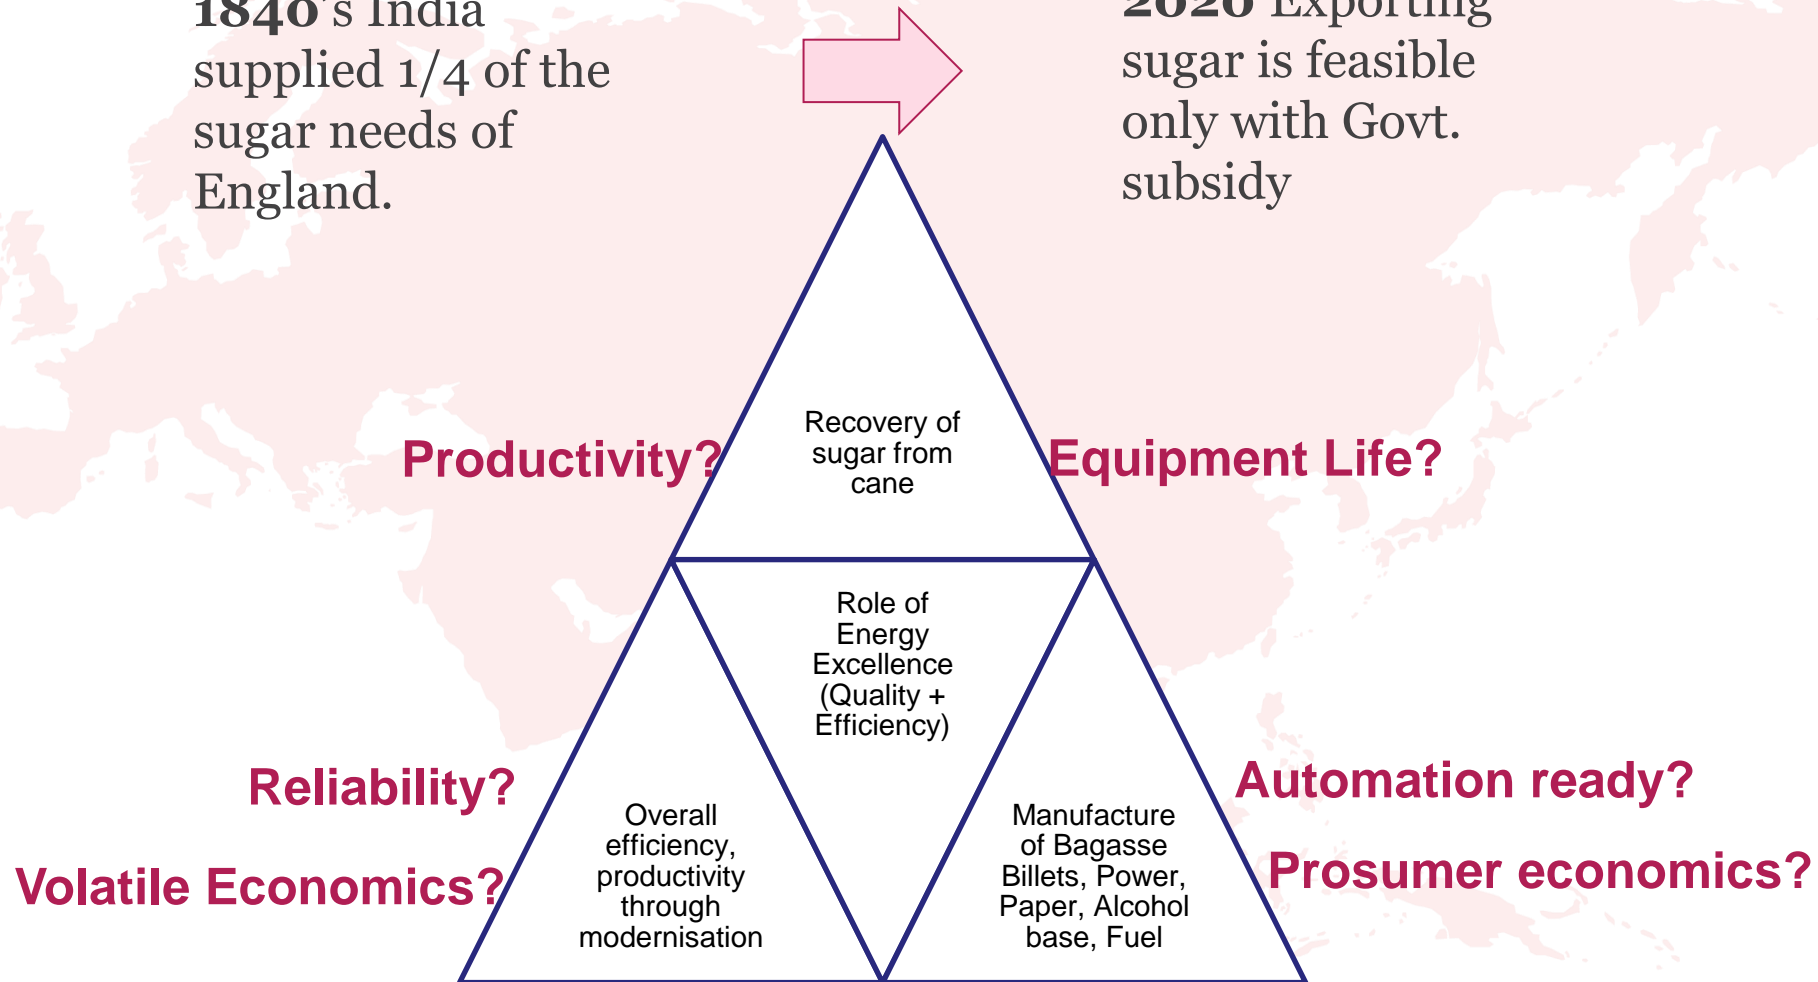 1840's India
supplied 1/4 of the
sugar needs of
England.
2020 Exporting
sugar is feasible
only with Govt.
subsidy
Productivity?
Recovery of
sugar from
cane
Equipment Life?
Role of
Energy
Excellence
(Quality +
Efficiency)
Reliability?
Volatile Economics?
Overall
efficiency,
productivity
through
modernisation
Manufacture
of Bagasse
Billets, Power,
Paper, Alcohol
base, Fuel
Automation ready?
Prosumer economics?